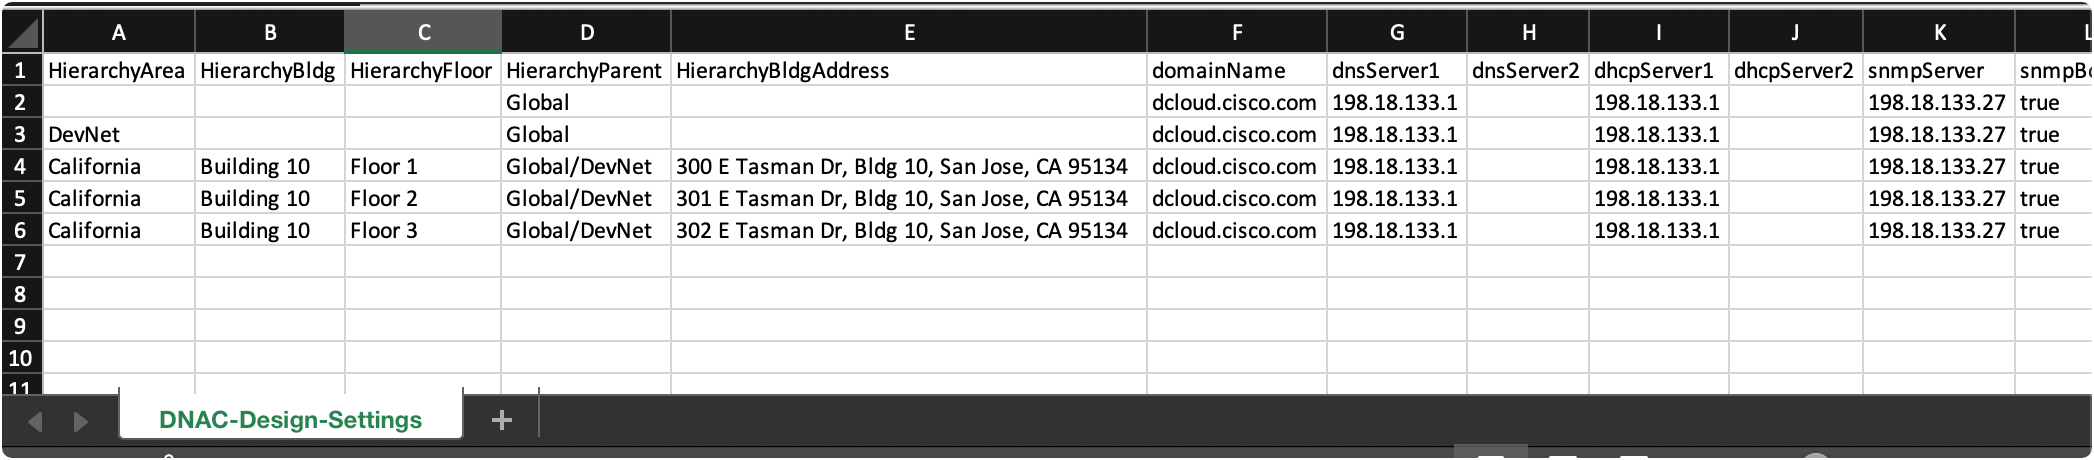 A B C D E F G H I J K
1 HierarchyArea HierarchyBldg HierarchyFloor HierarchyParent HierarchyBldgAddress domainName dnsServer1 dnsServer2 dhcpServer1 dhcpServer2 snmpServer
2 Global dcloud.cisco.com 198.18.133.1 198.18.133.1 198.18.133.27 true
3 DevNet Global dcloud.cisco.com 198.18.133.1 198.18.133.1 198.18.133.27 true
4 California Building 10 Floor 1 Global/DevNet 300 E Tasman Dr, Bldg 10, San Jose, CA 95134 dcloud.cisco.com 198.18.133.1 198.18.133.1 198.18.133.27 true
5 California Building 10 Floor 2 Global/DevNet 301 E Tasman Dr, Bldg 10, San Jose, CA 95134 dcloud.cisco.com 198.18.133.1 198.18.133.1 198.18.133.27 true
6 California Building 10 Floor 3 Global/DevNet 302 E Tasman Dr, Bldg 10, San Jose, CA 95134 dcloud.cisco.com 198.18.133.1 198.18.133.1 198.18.133.27 true
7
8
9
10
11
DNAC-Design-Settings +